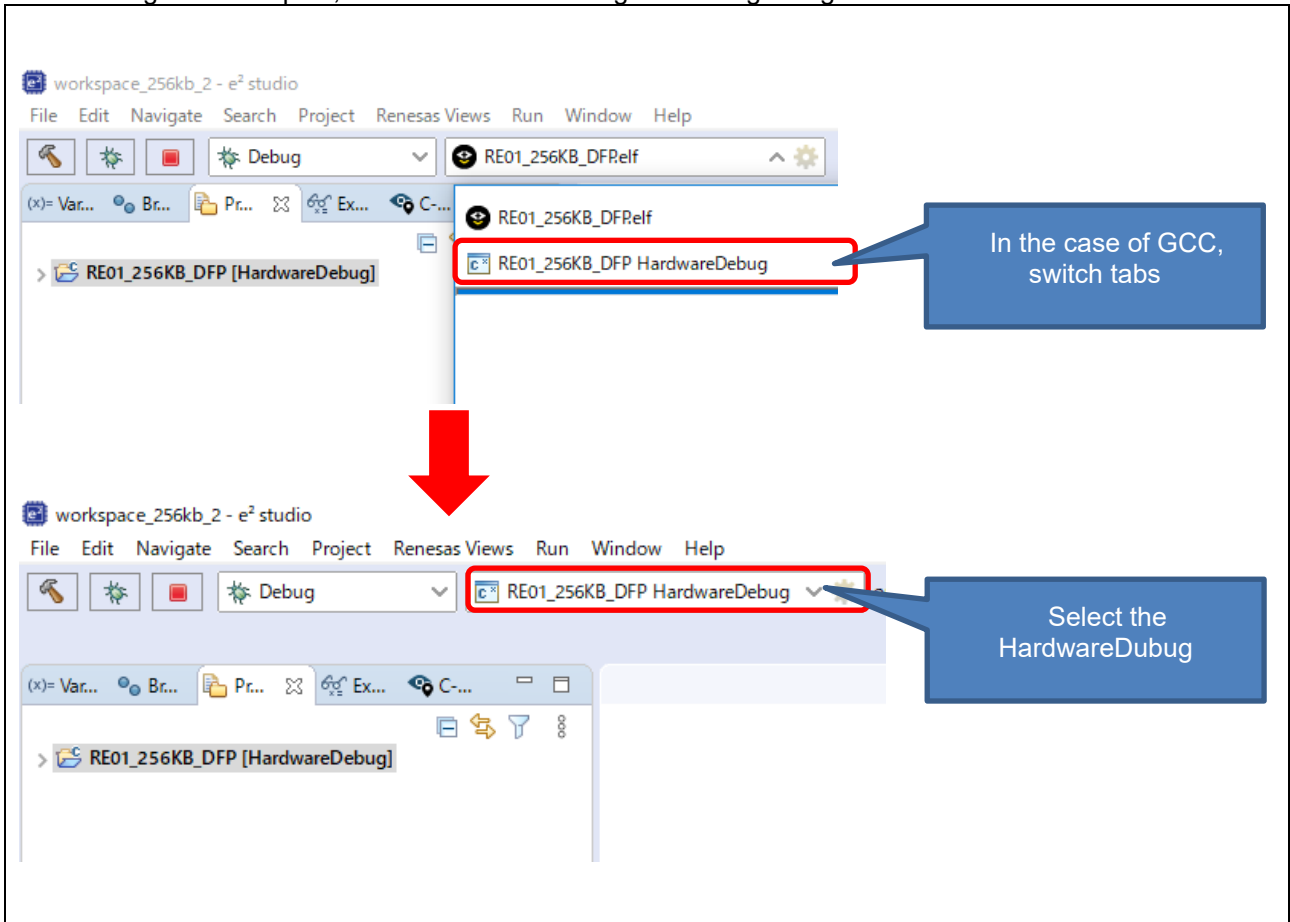 workspace_256kb_2 - e² studio
File Edit Navigate Search Project Renesas Views Run Window Help
Debug RE01_256KB_DFP.elf
(x)= Var... Br... Pr... Ex... C-...
RE01_256KB_DFP.elf
RE01_256KB_DFP HardwareDebug
> RE01_256KB_DFP [HardwareDebug]
In the case of GCC,
switch tabs
workspace_256kb_2 - e² studio
File Edit Navigate Search Project Renesas Views Run Window Help
Debug RE01_256KB_DFP HardwareDebug
Select the
HardwareDubug
(x)= Var... Br... Pr... Ex... C-...
> RE01_256KB_DFP [HardwareDebug]